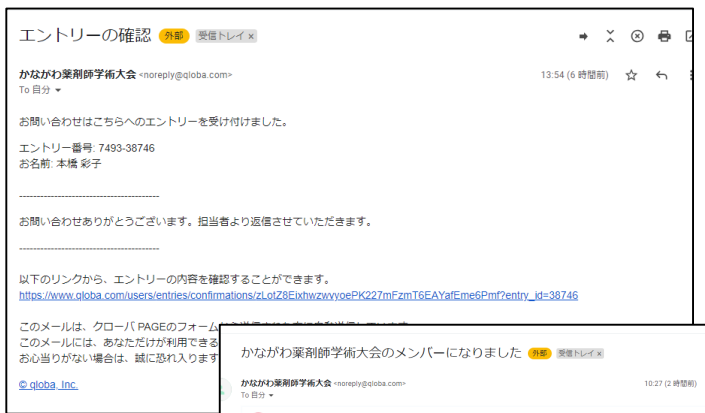 エントリーの確認 外部 受信トレイ ×
かながわ薬剤師学術大会 <noreply@qloba.com> 13:54 (6 時間前)
To 自分
お問い合わせはこちらへのエントリーを受け付けました。
エントリー番号: 7493-38746
お名前: 本橋 彩子
----------------------------------------
お問い合わせありがとうございます。担当者より返信させていただきます。
----------------------------------------
以下のリンクから、エントリーの内容を確認することができます。
https://www.qloba.com/users/entries/confirmations/zLotZ8EixhwzwvyoePK227mFzmT6EAYafEme6Pmf?entry_id=38746
このメールは、クローバ PAGEのフォーム
このメールには、あなただけが利用できる
お心当りがない場合は、誠に恐れ入ります
© qloba, Inc.
かながわ薬剤師学術大会のメンバーになりました 外部 受信トレイ ×
かながわ薬剤師学術大会 <noreply@qloba.com> 10:27 (2 時間前)
To 自分